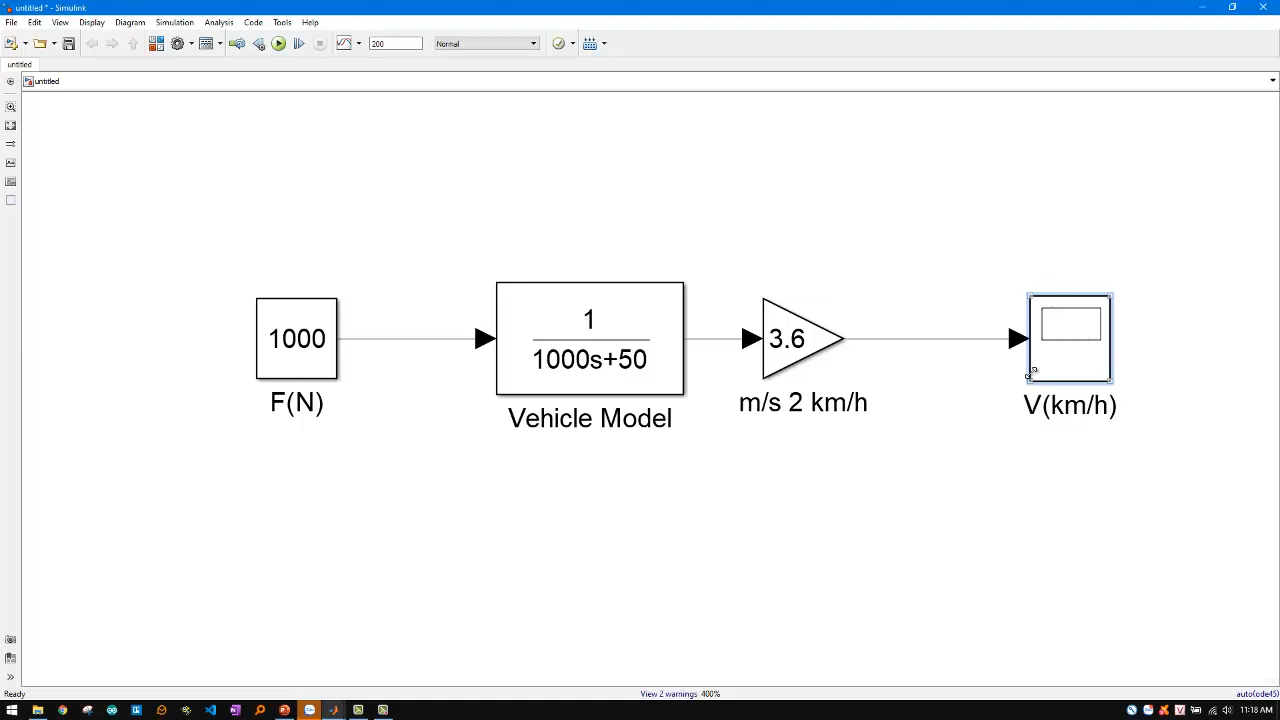 untitled * - Simulink
File Edit View Display Diagram Simulation Analysis Code Tools Help
200 Normal
untitled
untitled
1000
1
1000s+50
3.6
F(N)
Vehicle Model
m/s 2 km/h
V(km/h)
Ready View 2 warnings 400% auto(ode45)
11:18 AM